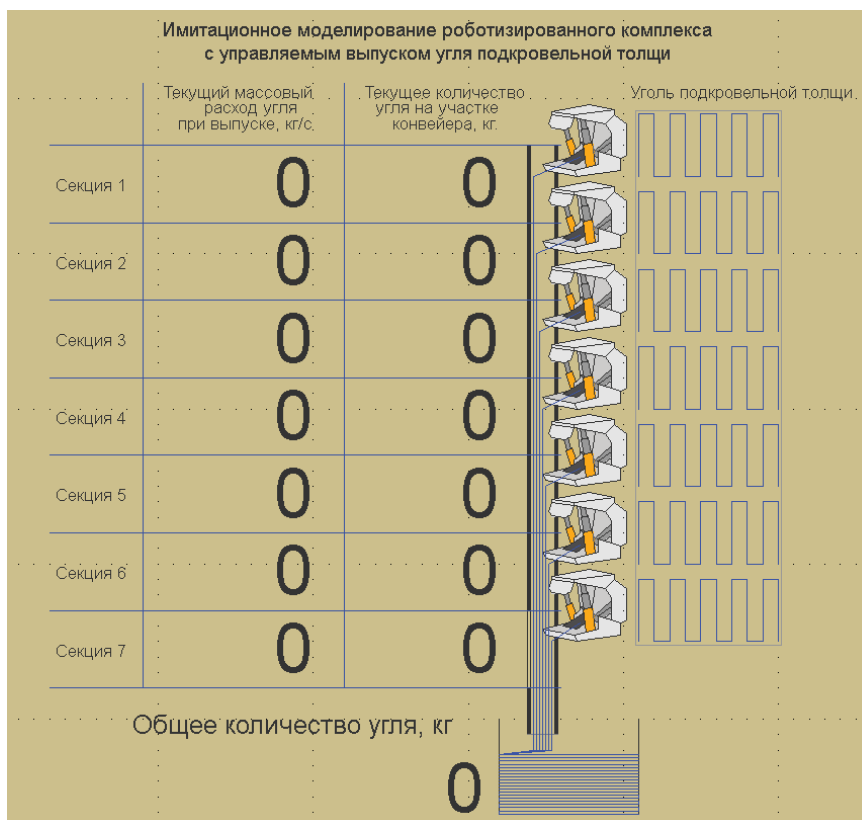 Имитационное моделирование роботизированного комплекса
с управляемым выпуском угля подкровельной толщи
Текущий массовый
расход угля
при выпуске, кг/с
Текущее количество
угля на участке
конвейера, кг.
Уголь подкровельной толщи
Секция 1
0
0
Секция 2
0
0
Секция 3
0
0
Секция 4
0
0
Секция 5
0
0
Секция 6
0
0
Секция 7
0
0
Общее количество угля, кг
0